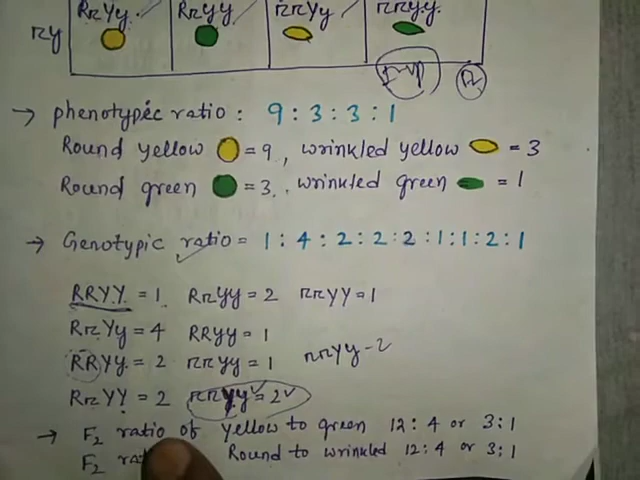 RrYy RrYY rrYy rryy
ry
→ phenotypic ratio : 9 : 3 : 3 : 1
Round yellow = 9, wrinkled yellow = 3
Round green = 3, wrinkled green = 1
→ Genotypic ratio = 1 : 4 : 2 : 2 : 2 : 1 : 1 : 2 : 1
RRYY = 1 Rryy = 2 rrYY = 1
RrYy = 4 RRyy = 1
RRYy = 2 rryy = 1 rrYy - 2
RrYY = 2 rrYy = 2
→ F2 ratio of yellow to green 12 : 4 or 3 : 1
F2 Round to wrinkled 12 : 4 or 3 : 1